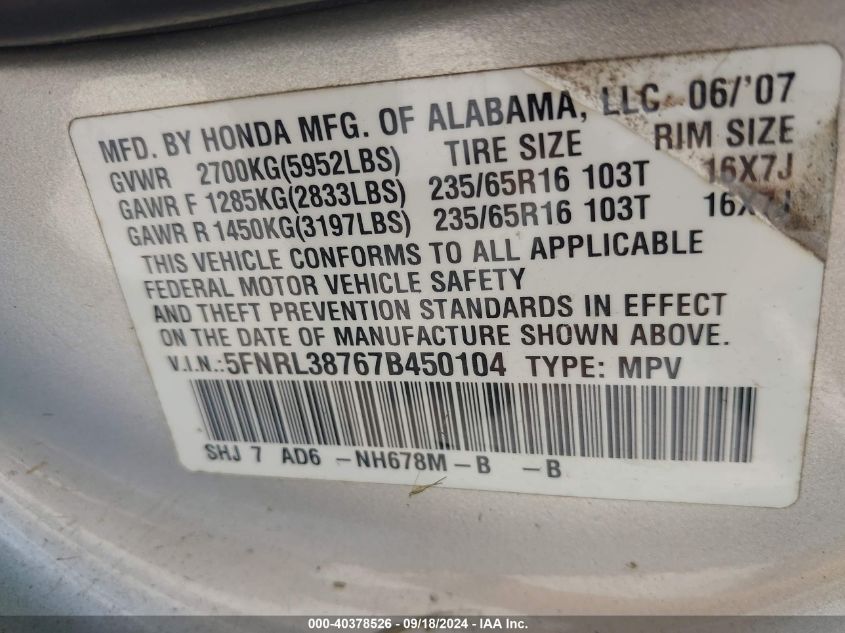 MFD. BY HONDA MFG. OF ALABAMA, LLC 06/'07
GVWR 2700KG(5952LBS) TIRE SIZE RIM SIZE
GAWR F 1285KG(2833LBS) 235/65R16 103T 16X7J
GAWR R 1450KG(3197LBS) 235/65R16 103T 16X7J
THIS VEHICLE CONFORMS TO ALL APPLICABLE
FEDERAL MOTOR VEHICLE SAFETY
AND THEFT PREVENTION STANDARDS IN EFFECT
ON THE DATE OF MANUFACTURE SHOWN ABOVE.
V.I.N.:5FNRL38767B450104 TYPE: MPV
SHJ 7 AD6 -NH678M-B -B
000-40378526 - 09/18/2024 - IAA Inc.